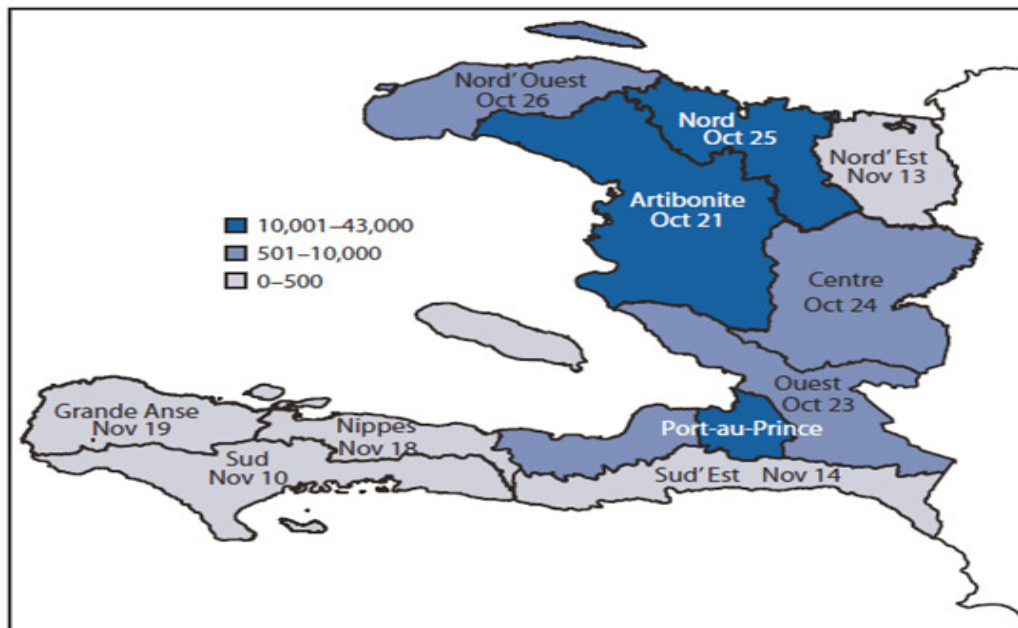 Nord' Ouest
Oct 26
Nord
Oct 25
Nord' Est
Nov 13
Artibonite
Oct 21
10,001–43,000
501–10,000
0–500
Centre
Oct 24
Ouest
Oct 23
Grande Anse
Nov 19
Nippes
Nov 18
Port-au-Prince
Sud
Nov 10
Sud' Est Nov 14